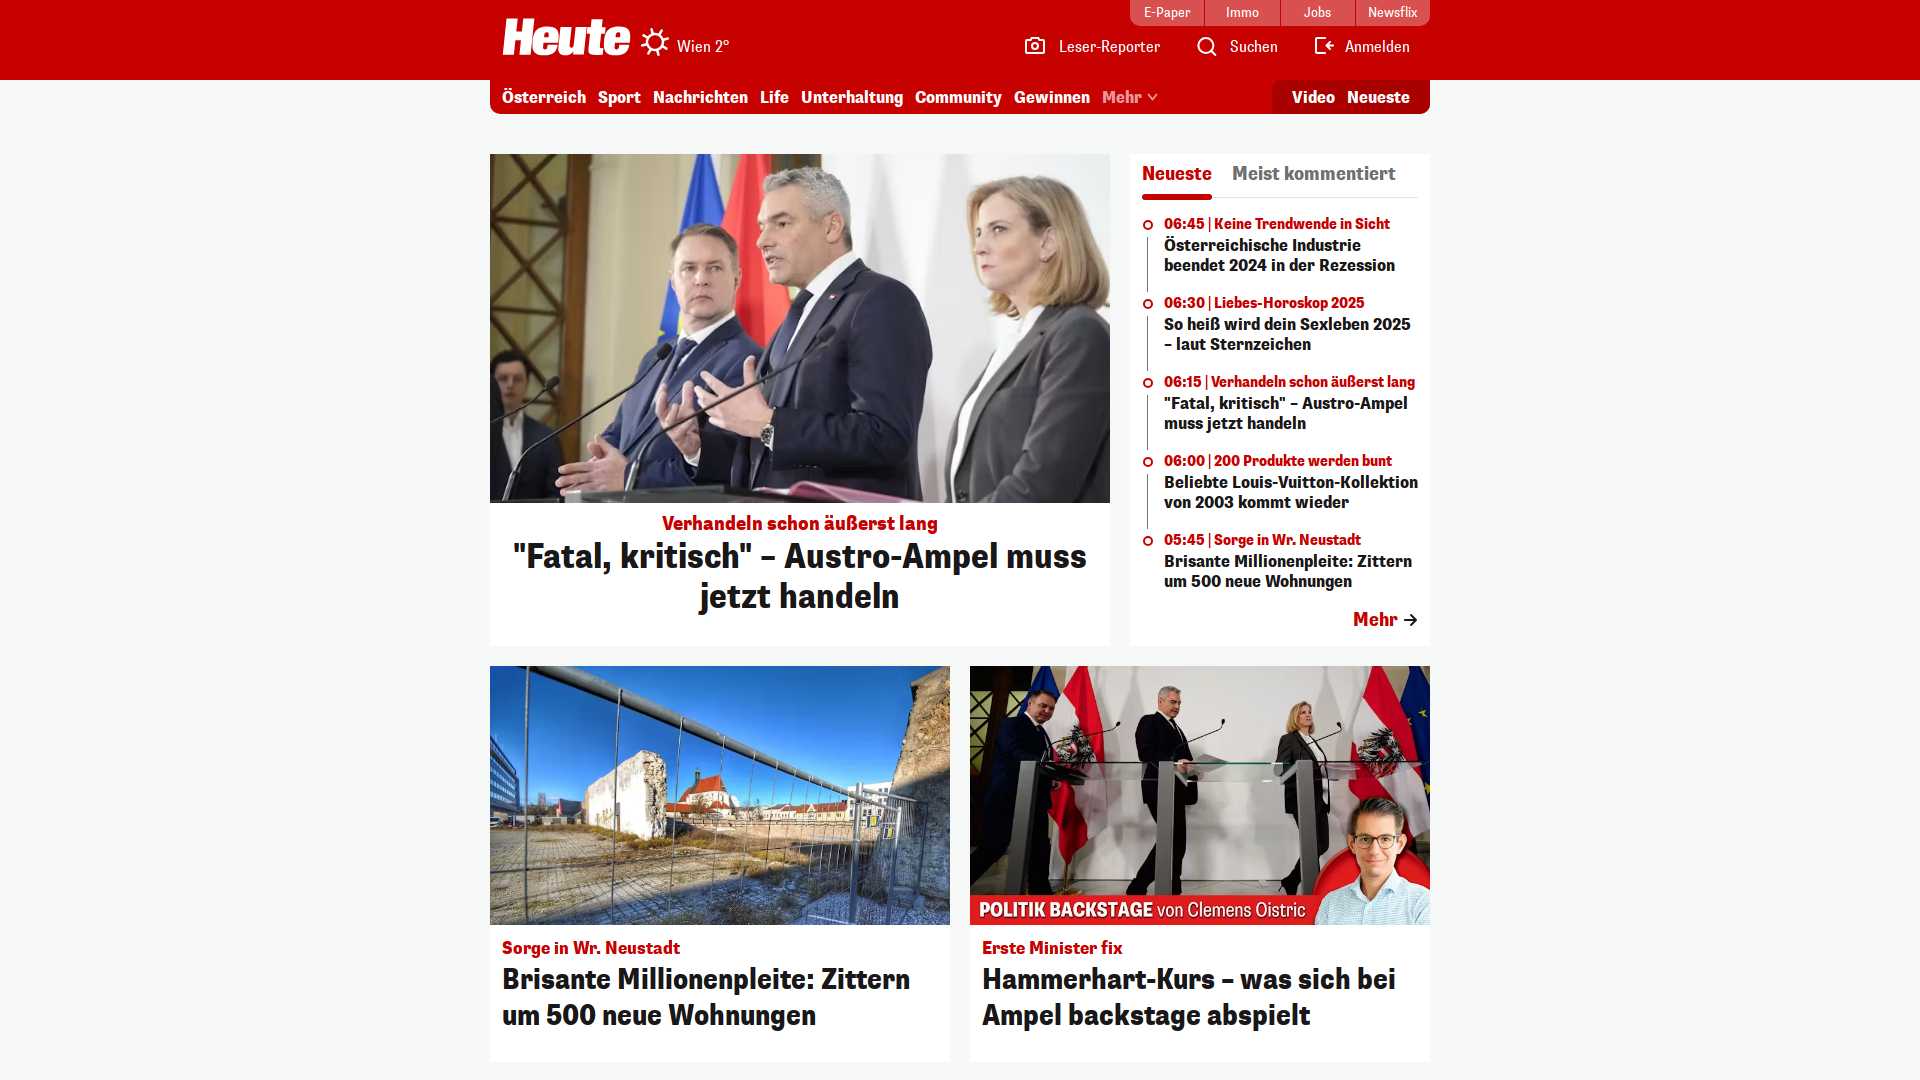 E-Paper
Immo
Jobs
Newsflix
Heute
Wien 2°
Leser-Reporter
Suchen
Anmelden
Österreich
Sport
Nachrichten
Life
Unterhaltung
Community
Gewinnen
Mehr
Video
Neueste
Verhandeln schon äußerst lang
"Fatal, kritisch" – Austro-Ampel muss
jetzt handeln
Neueste
Meist kommentiert
06:45 | Keine Trendwende in Sicht
Österreichische Industrie
beendet 2024 in der Rezession
06:30 | Liebes-Horoskop 2025
So heiß wird dein Sexleben 2025
– laut Sternzeichen
06:15 | Verhandeln schon äußerst lang
"Fatal, kritisch" – Austro-Ampel
muss jetzt handeln
06:00 | 200 Produkte werden bunt
Beliebte Louis-Vuitton-Kollektion
von 2003 kommt wieder
05:45 | Sorge in Wr. Neustadt
Brisante Millionenpleite: Zittern
um 500 neue Wohnungen
Mehr
Sorge in Wr. Neustadt
Brisante Millionenpleite: Zittern
um 500 neue Wohnungen
POLITIK BACKSTAGE von Clemens Oistric
Erste Minister fix
Hammerhart-Kurs – was sich bei
Ampel backstage abspielt